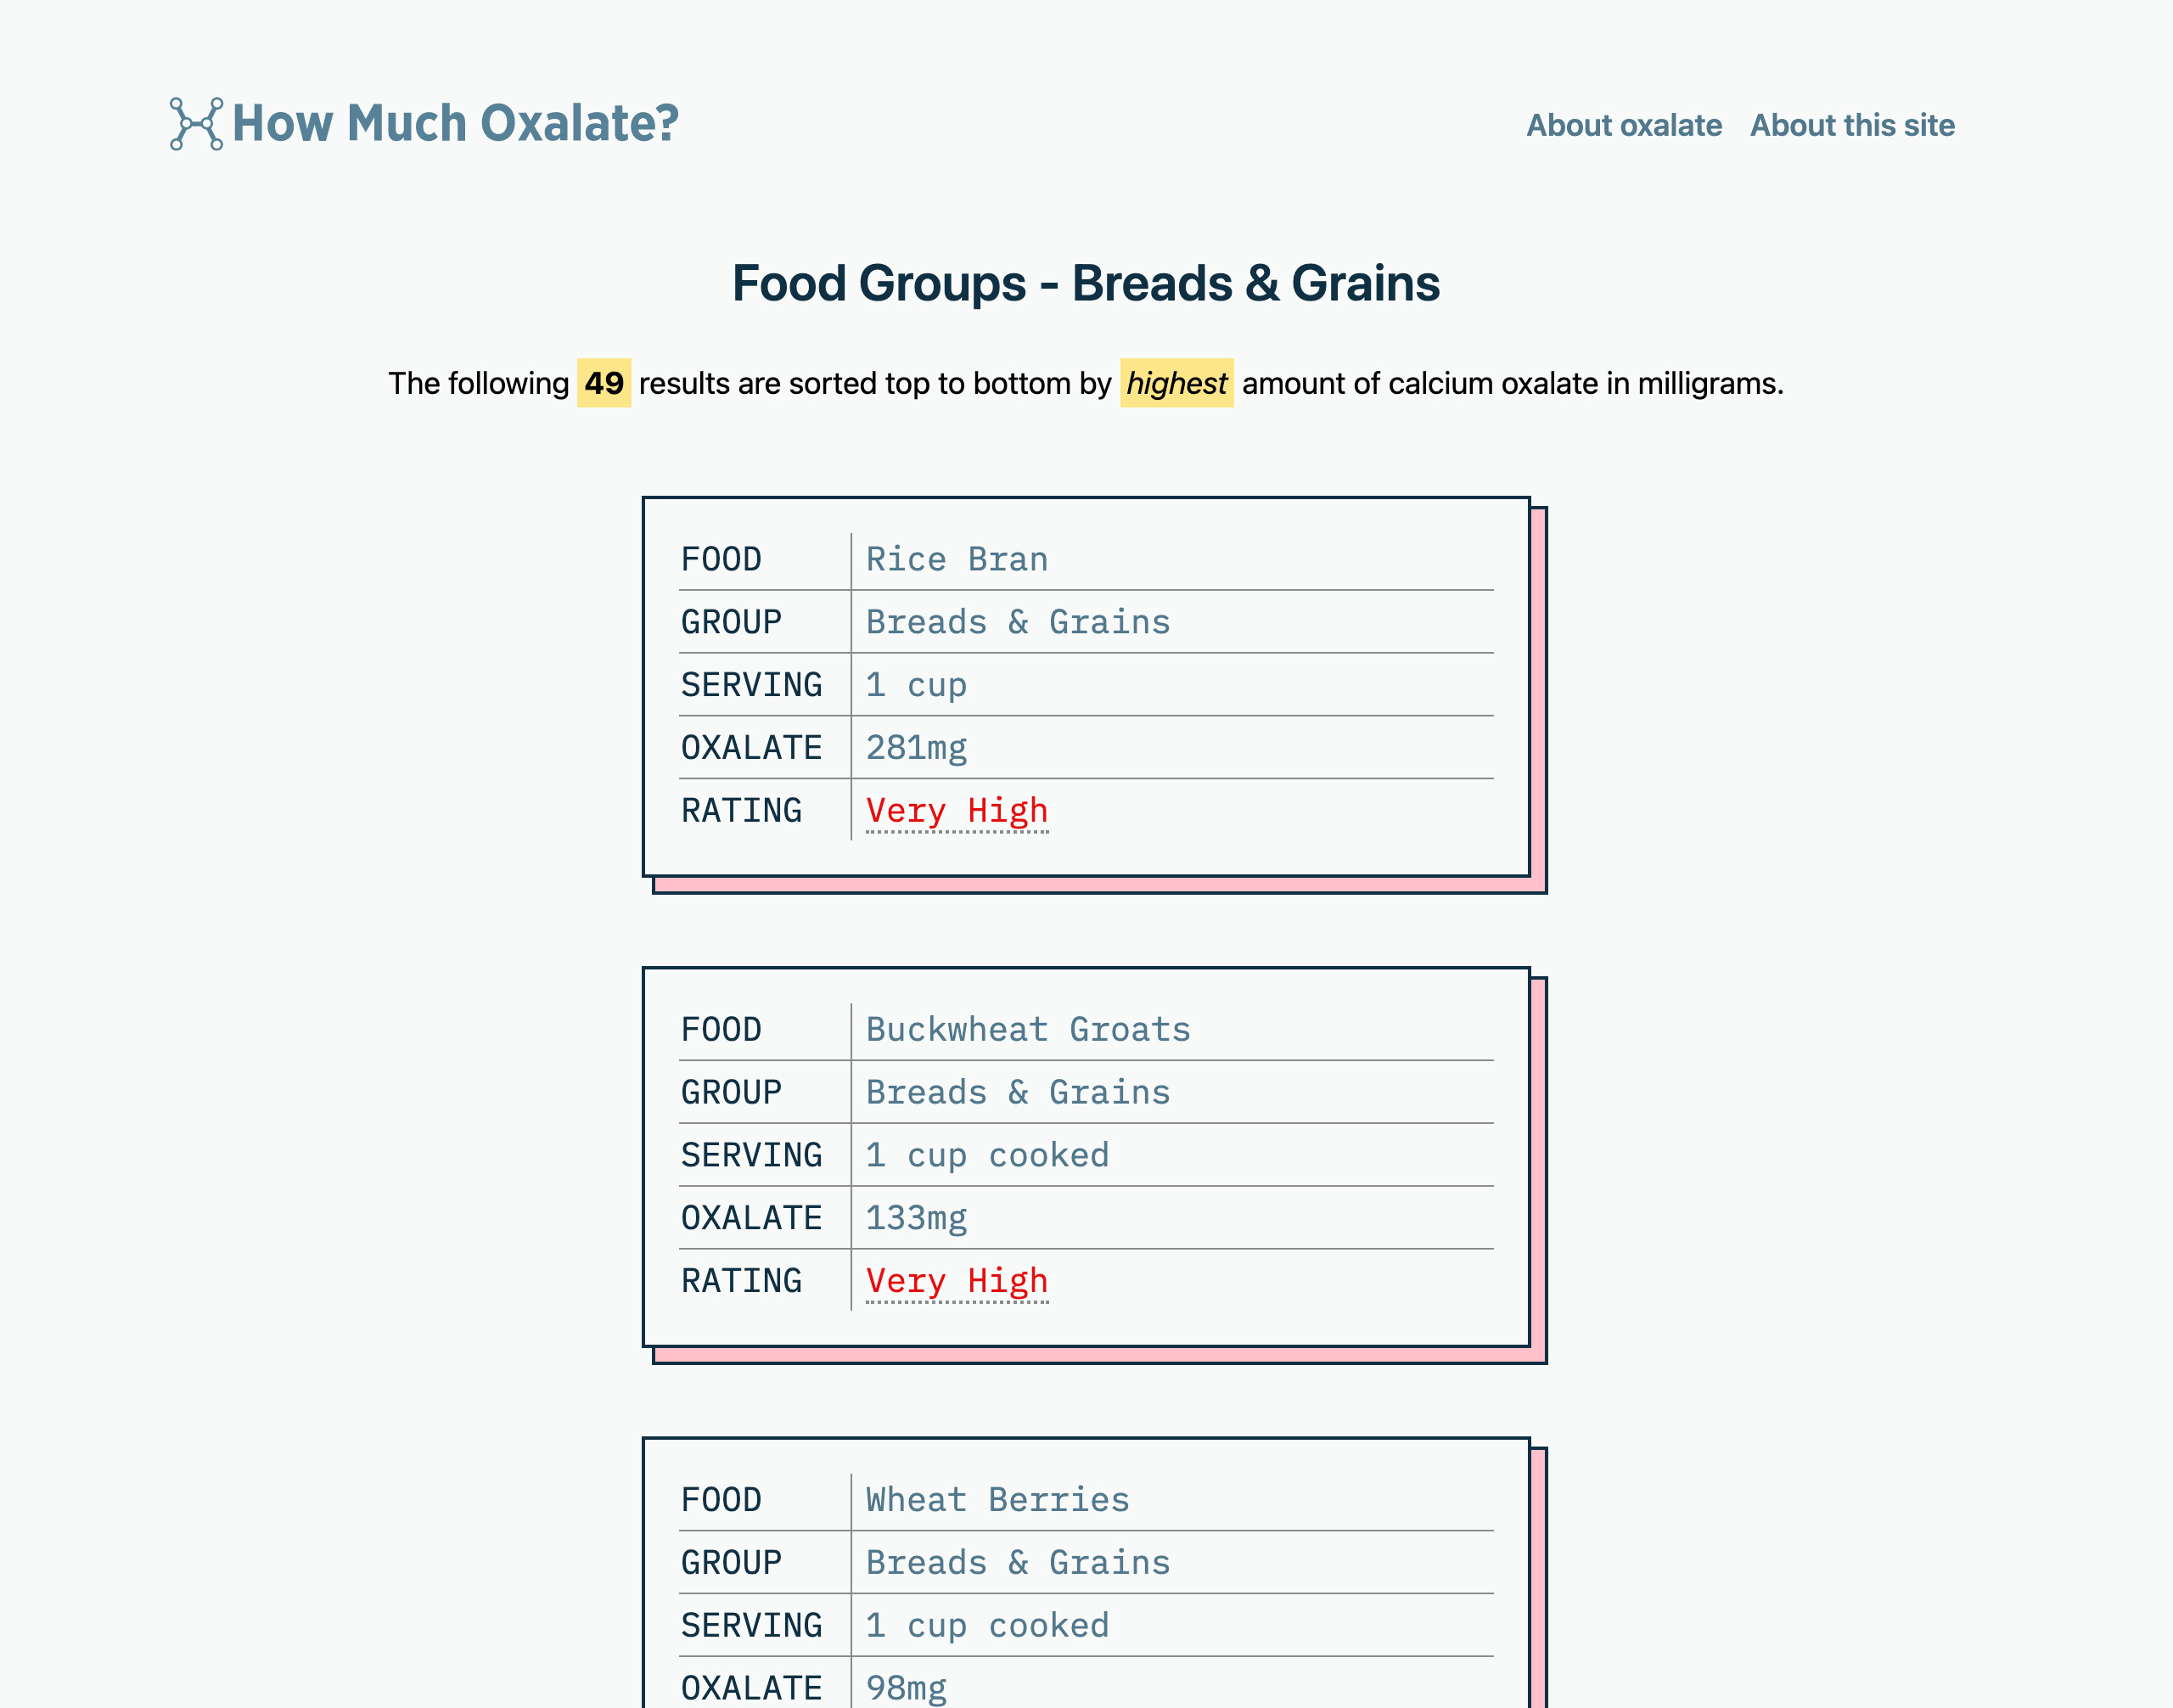 How Much Oxalate?
About oxalate About this site
Food Groups - Breads & Grains
The following 49 results are sorted top to bottom by highest amount of calcium oxalate in milligrams.
FOOD Rice Bran
GROUP Breads & Grains
SERVING 1 cup
OXALATE 281mg
RATING Very High
FOOD Buckwheat Groats
GROUP Breads & Grains
SERVING 1 cup cooked
OXALATE 133mg
RATING Very High
FOOD Wheat Berries
GROUP Breads & Grains
SERVING 1 cup cooked
OXALATE 98mg